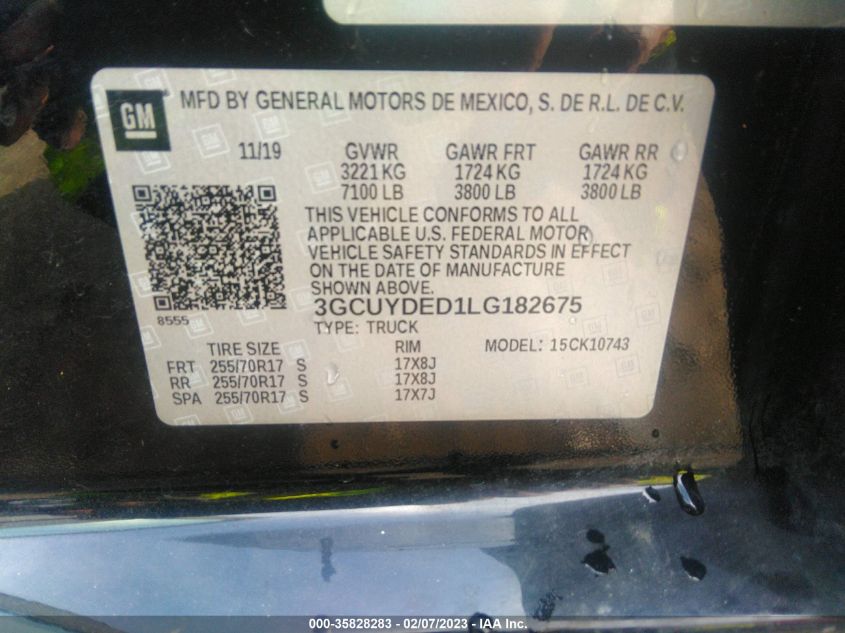 GM
MFD BY GENERAL MOTORS DE MEXICO, S. DE R.L. DE C.V.
11/19 GVWR GAWR FRT GAWR RR
3221 KG 1724 KG 1724 KG
7100 LB 3800 LB 3800 LB
THIS VEHICLE CONFORMS TO ALL
APPLICABLE U.S. FEDERAL MOTOR
VEHICLE SAFETY STANDARDS IN EFFECT
ON THE DATE OF MANUFACTURE
SHOWN ABOVE.
8555
3GCUYDED1LG182675
TYPE: TRUCK
TIRE SIZE RIM MODEL: 15CK10743
FRT 255/70R17 S 17X8J
RR 255/70R17 S 17X8J
SPA 255/70R17 S 17X7J
000-35828283 - 02/07/2023 - IAA Inc.